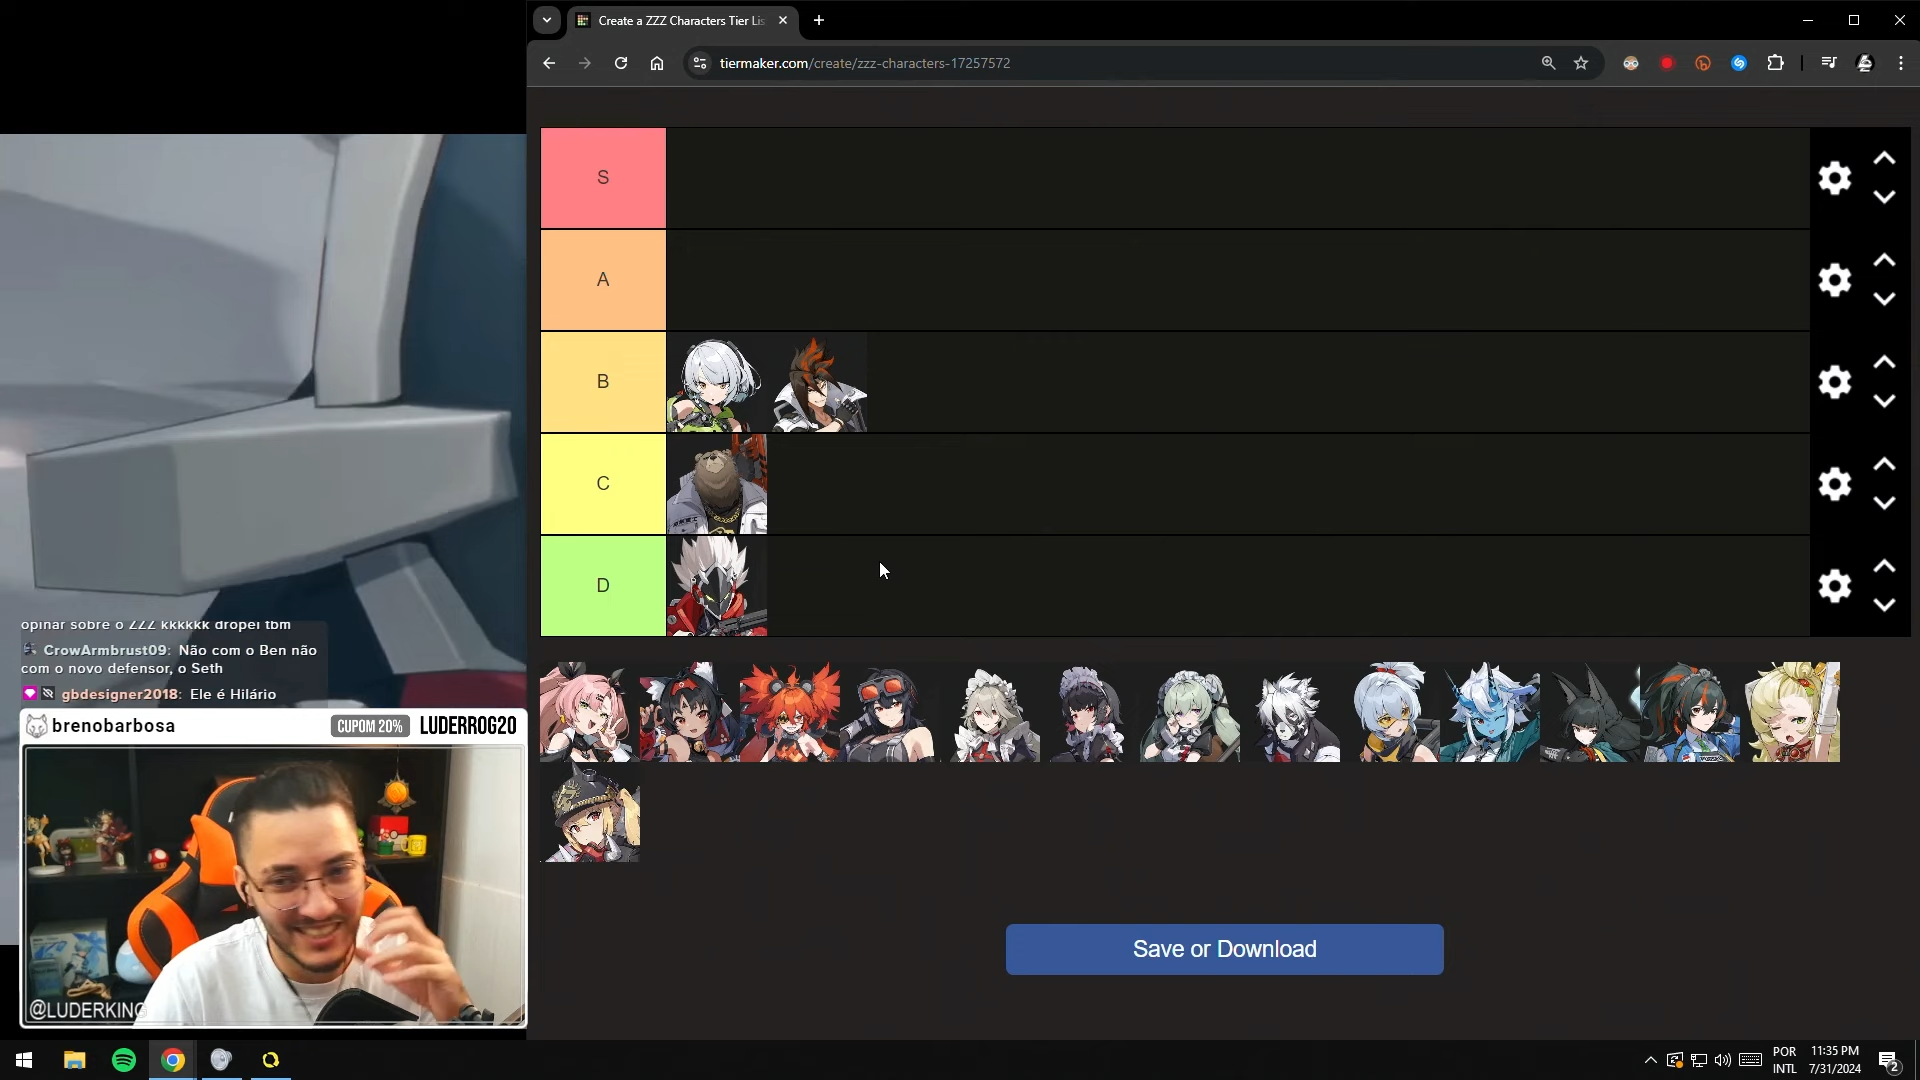 Create a ZZZ Characters Tier Lis
tiermaker.com/create/zzz-characters-17257572
S
A
B
C
D
opinar sobre o ZZZ kkkkkk dropei tbm
CrowArmbrust09: Não com o Ben não
com o novo defensor, o Seth
gbdesigner2018: Ele é Hilário
brenobarbosa
CUPOM 20% LUDERROG20
@LUDERKING
Save or Download
POR
INTL
11:35 PM
7/31/2024
2